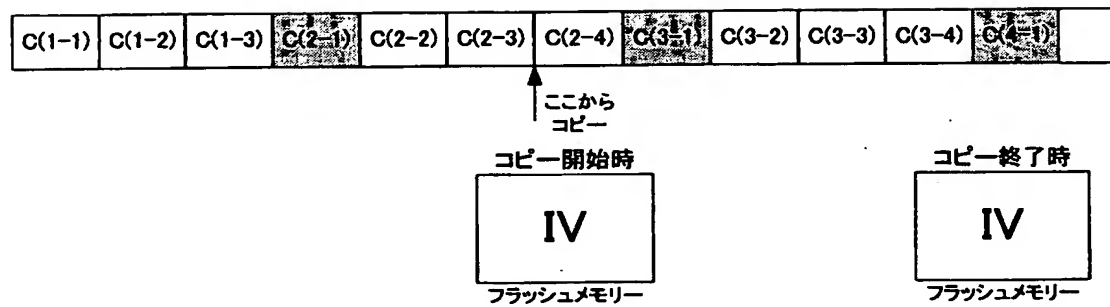 C(1-1) C(1-2) C(1-3) C(2-1) C(2-2) C(2-3) C(2-4) C(3-1) C(3-2) C(3-3) C(3-4) C(4-1)
ここから
コピー
コピー開始時
コピー終了時
IV
IV
フラッシュメモリー
フラッシュメモリー